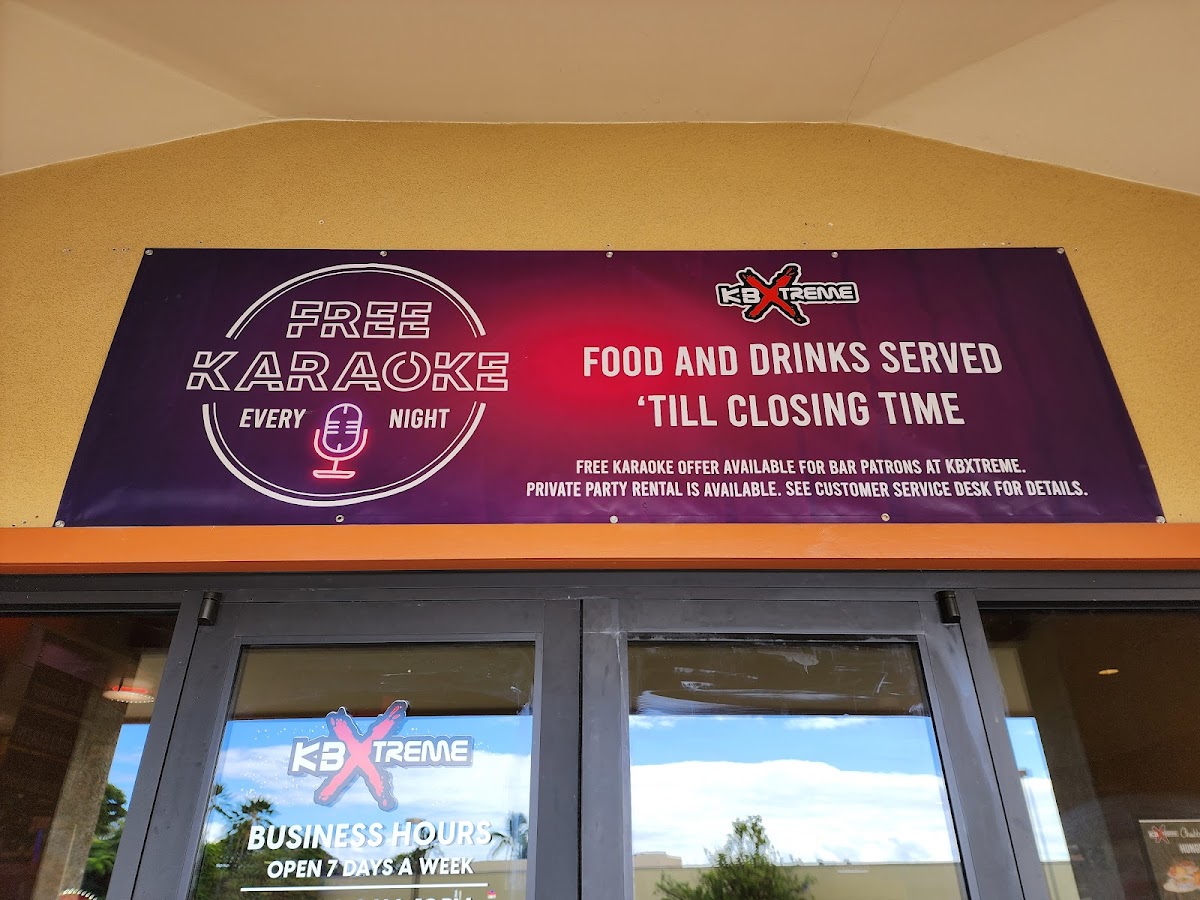 FREE
KARAOKE
EVERY NIGHT
KBXTREME
FOOD AND DRINKS SERVED
‘TILL CLOSING TIME
FREE KARAOKE OFFER AVAILABLE FOR BAR PATRONS AT KBXTREME.
PRIVATE PARTY RENTAL IS AVAILABLE. SEE CUSTOMER SERVICE DESK FOR DETAILS.
KBXTREME
BUSINESS HOURS
OPEN 7 DAYS A WEEK